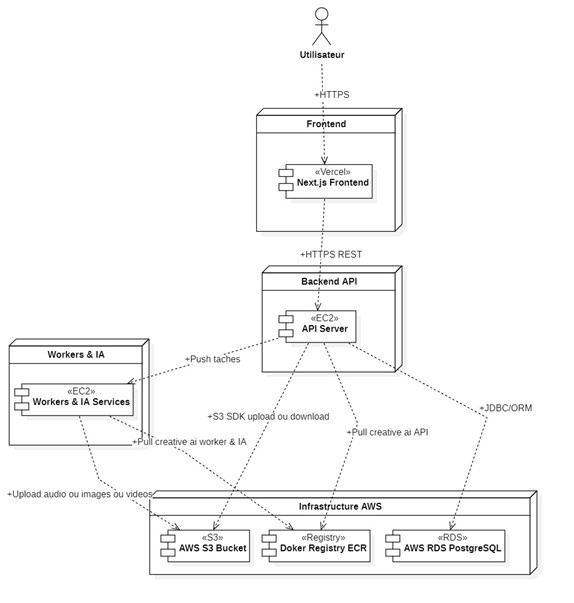 Utilisateur
+HTTPS
Frontend
«Vercel»
Next.js Frontend
+HTTPS REST
Backend API
«EC2»
API Server
Workers & IA
+Push taches
«EC2»
Workers & IA Services
+S3 SDK upload ou download
+JDBC/ORM
+Pull creative ai API
+Pull creative ai worker & IA
+Upload audio ou images ou videos
Infrastructure AWS
«S3»
AWS S3 Bucket
«Registry»
Doker Registry ECR
«RDS»
AWS RDS PostgreSQL